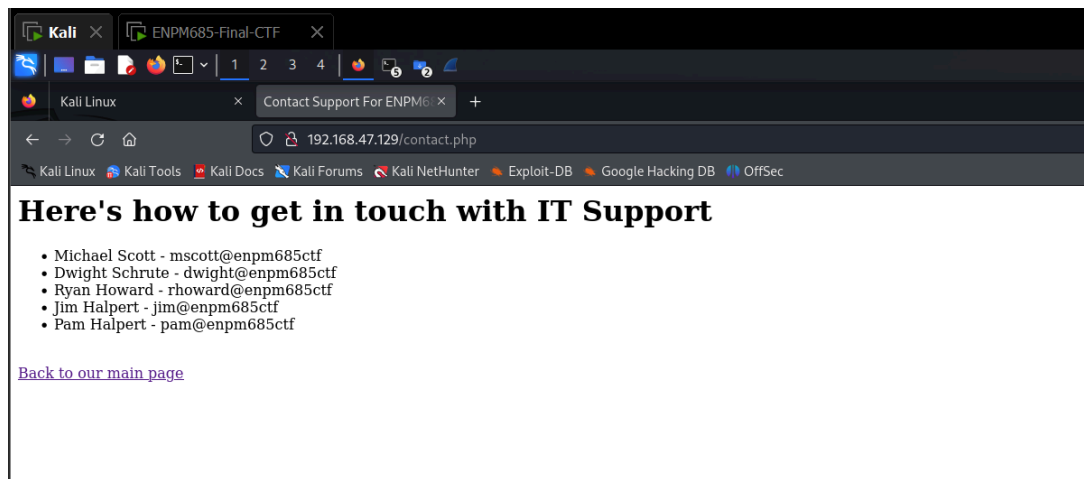 Kali
ENPM685-Final-CTF
1 2 3 4 5 2
Kali Linux
Contact Support For ENPM68
192.168.47.129/contact.php
Kali Linux Kali Tools Kali Docs Kali Forums Kali NetHunter Exploit-DB Google Hacking DB OffSec
Here's how to get in touch with IT Support
• Michael Scott - mscott@enpm685ctf
• Dwight Schrute - dwight@enpm685ctf
• Ryan Howard - rhoward@enpm685ctf
• Jim Halpert - jim@enpm685ctf
• Pam Halpert - pam@enpm685ctf
Back to our main page